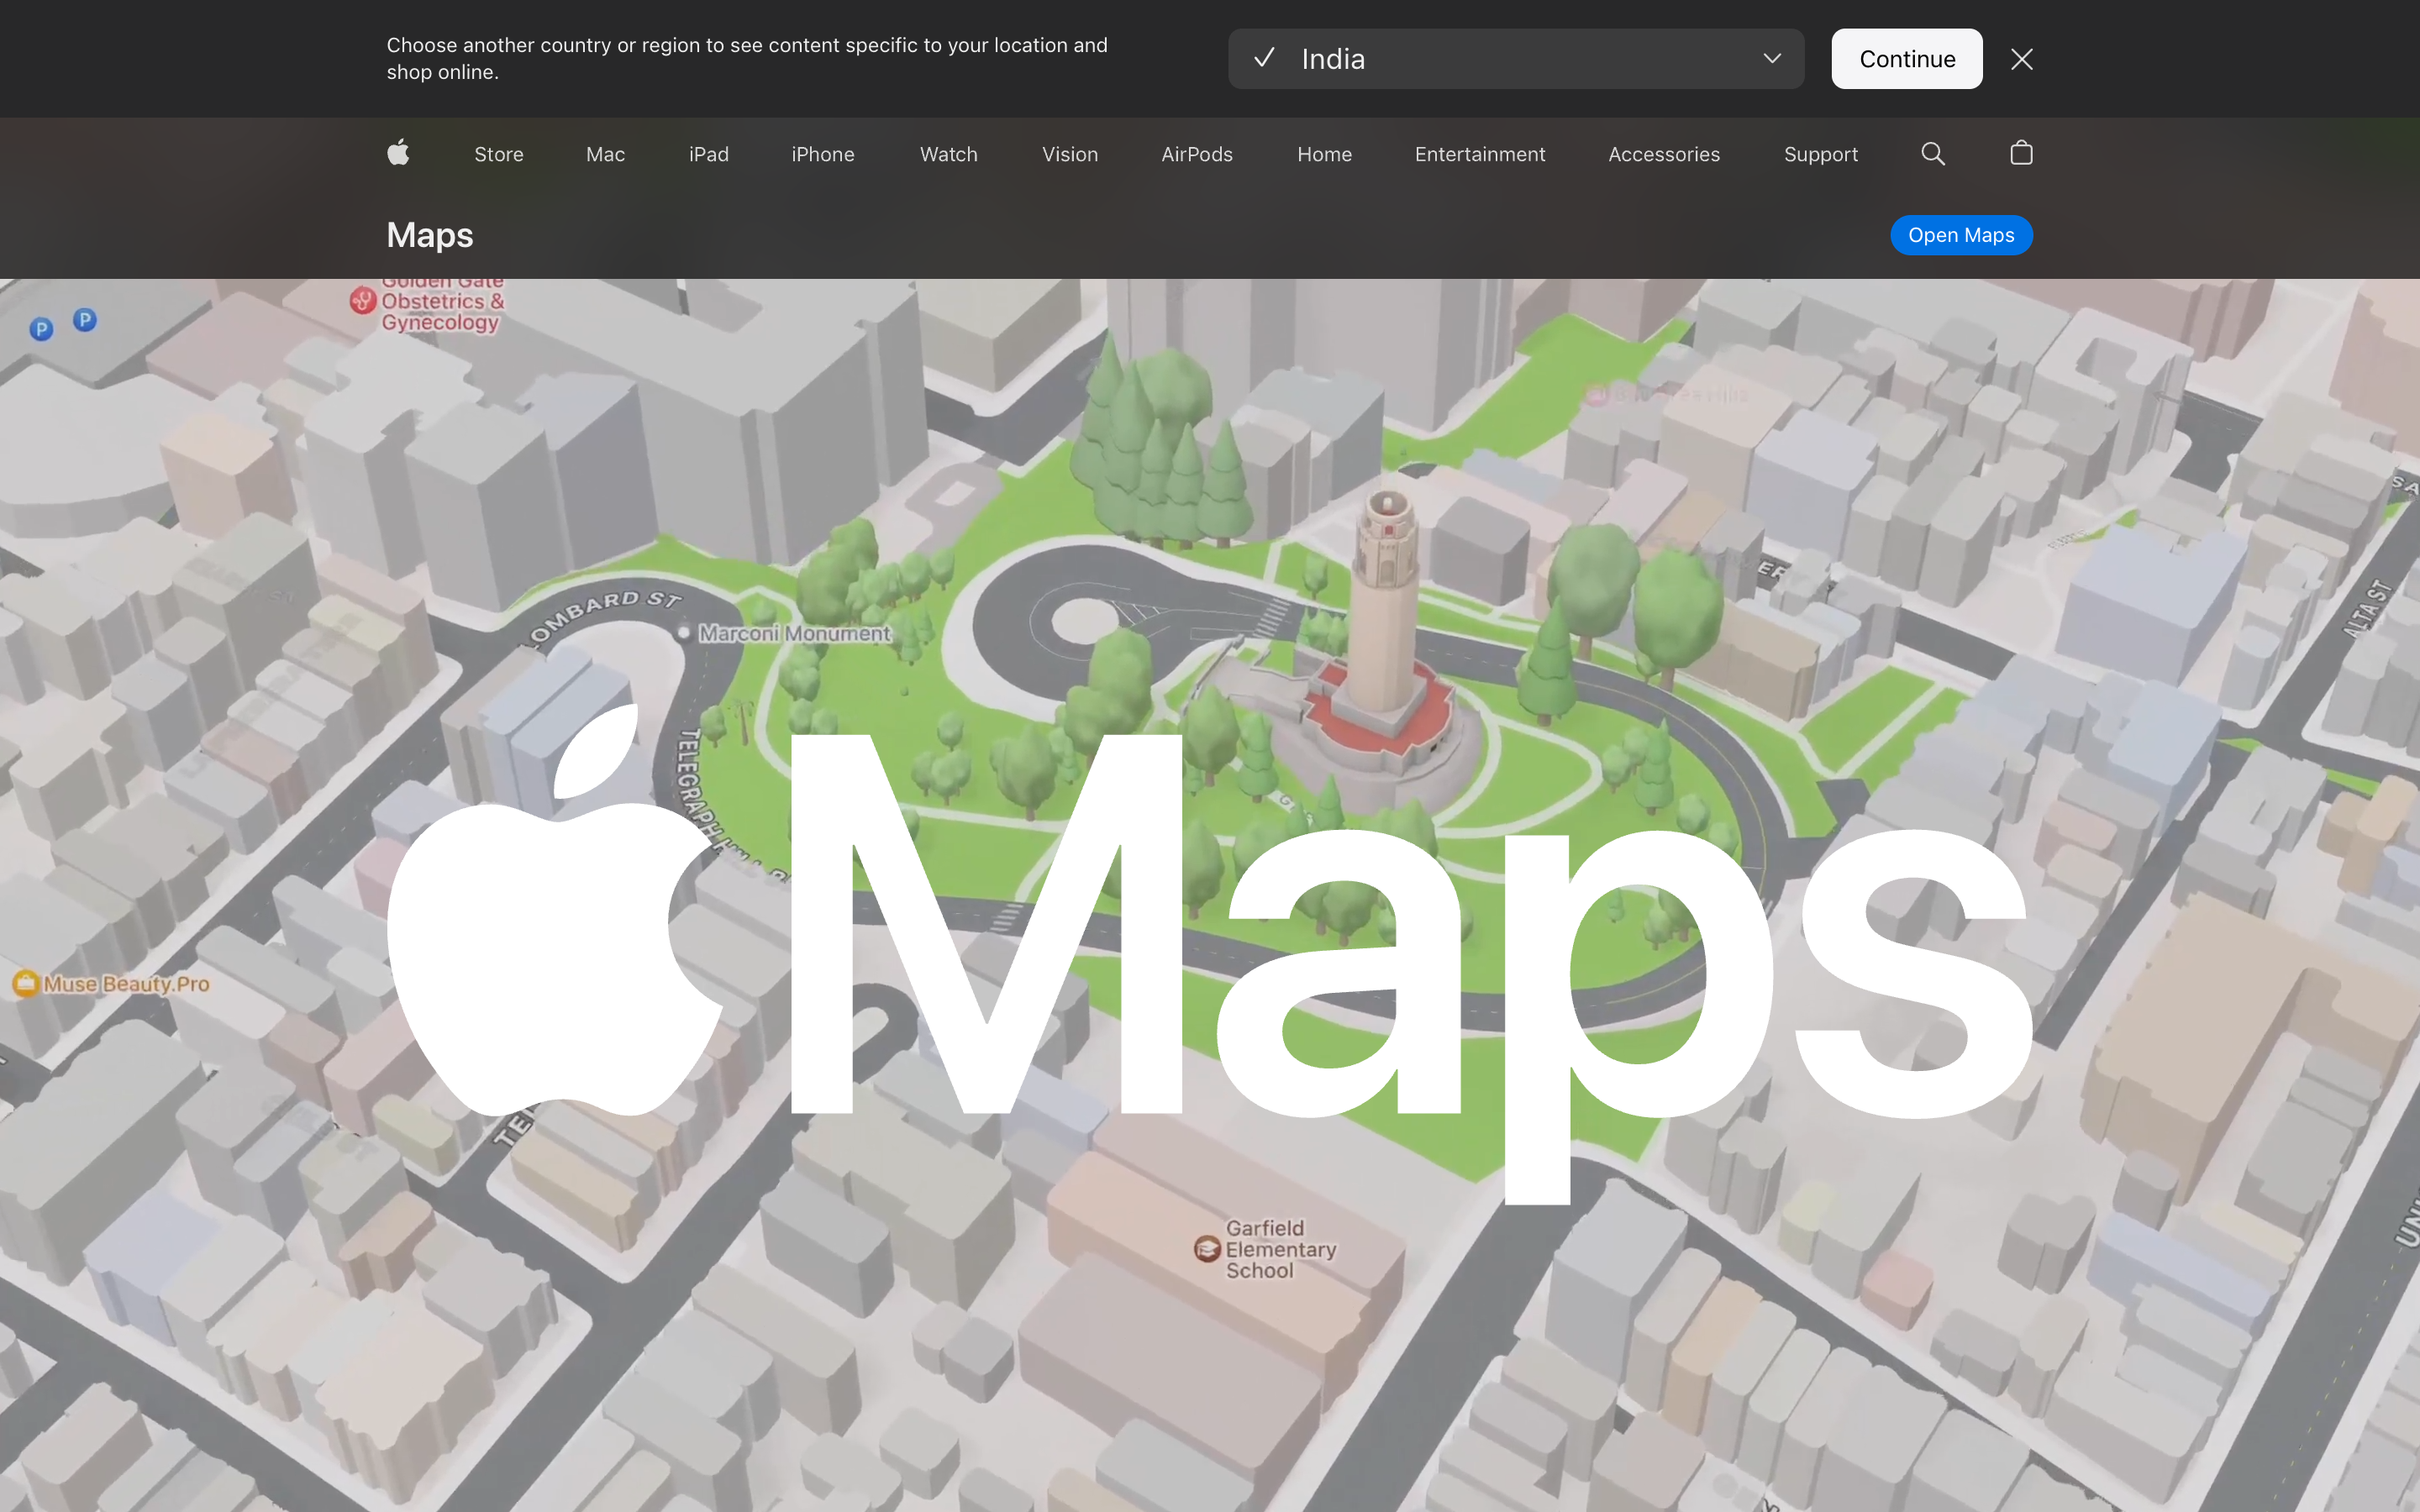 Choose another country or region to see content specific to your location and
shop online.
India
Continue
Store Mac iPad iPhone Watch Vision AirPods Home Entertainment Accessories Support
Maps
Open Maps
Golden Gate
Obstetrics &
Gynecology
P P
LOMBARD ST
Marconi Monument
ALTA ST
TELEGRAPH
Maps
Muse Beauty.Pro
Garfield
Elementary
School